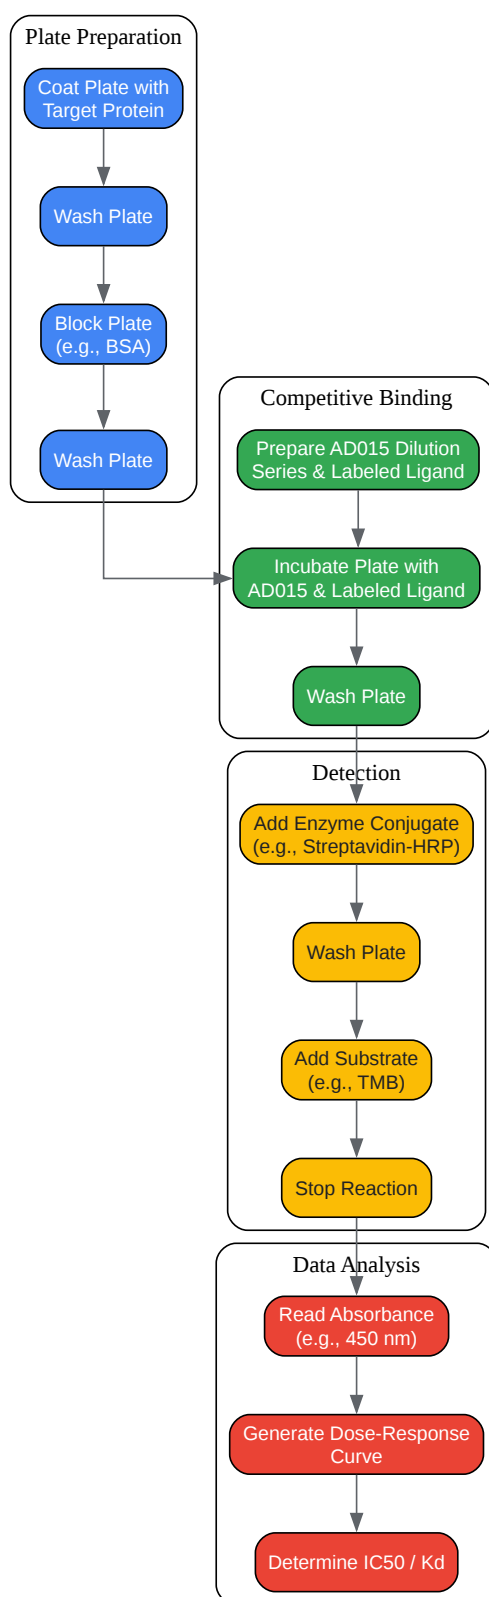 Plate Preparation
Coat Plate with
Target Protein
Wash Plate
Block Plate
(e.g., BSA)
Wash Plate
Competitive Binding
Prepare AD015 Dilution
Series & Labeled Ligand
Incubate Plate with
AD015 & Labeled Ligand
Wash Plate
Detection
Add Enzyme Conjugate
(e.g., Streptavidin-HRP)
Wash Plate
Add Substrate
(e.g., TMB)
Stop Reaction
Data Analysis
Read Absorbance
(e.g., 450 nm)
Generate Dose-Response
Curve
Determine IC50 / Kd